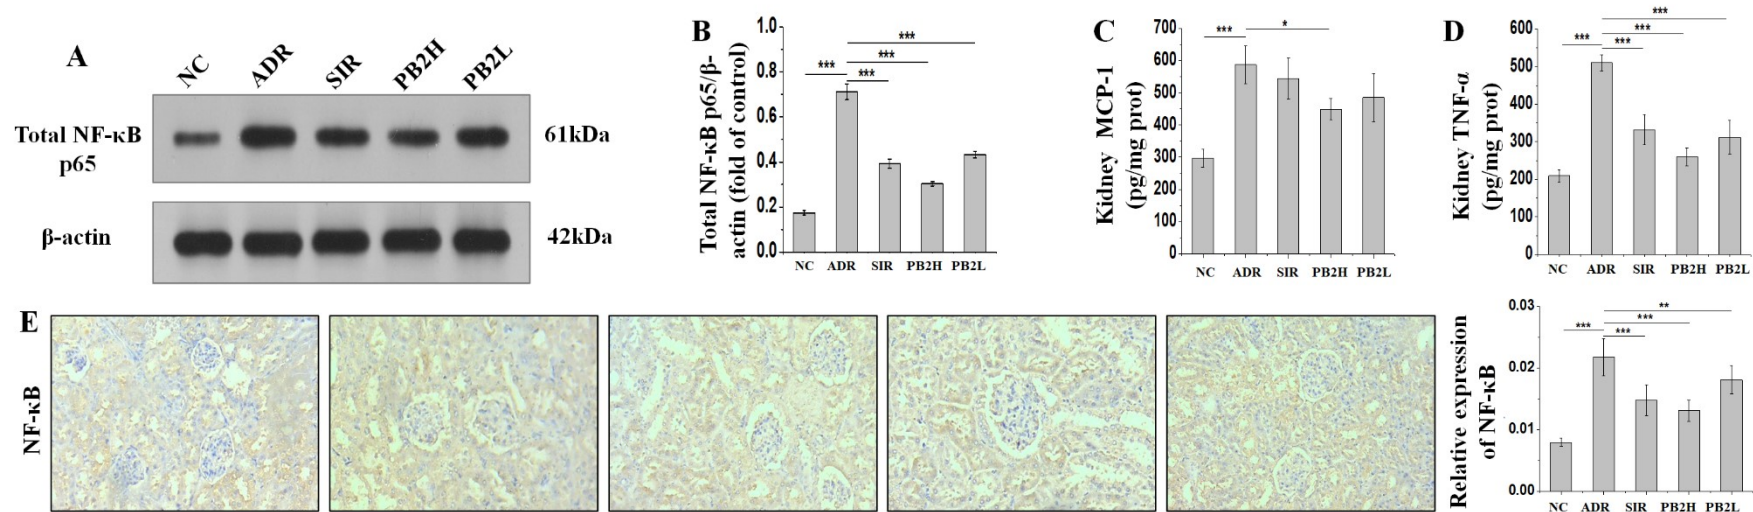 A
NC
ADR
SIR
PB2H
PB2L
Total NF-κB
p65
61kDa
β-actin
42kDa
B
Total NF-κB p65/β-
actin (fold of control)
1.0
0.8
0.6
0.4
0.2
0.0
***
***
***
***
NC
ADR
SIR
PB2H
PB2L
C
Kidney MCP-1
(pg/mg prot)
700
600
500
400
300
200
100
0
***
*
NC
ADR
SIR
PB2H
PB2L
D
Kidney TNF-α
(pg/mg prot)
600
500
400
300
200
100
0
***
***
***
***
NC
ADR
SIR
PB2H
PB2L
E
NF-κB
Relative expression
of NF-κB
0.03
0.02
0.01
0.00
**
***
***
***
NC
ADR
SIR
PB2H
PB2L